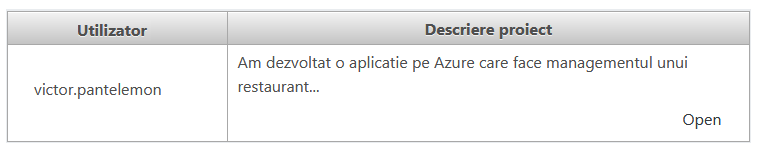 Utilizator Descriere proiect
victor.pantelemon
Am dezvoltat o aplicatie pe Azure care face managementul unui
restaurant...
Open